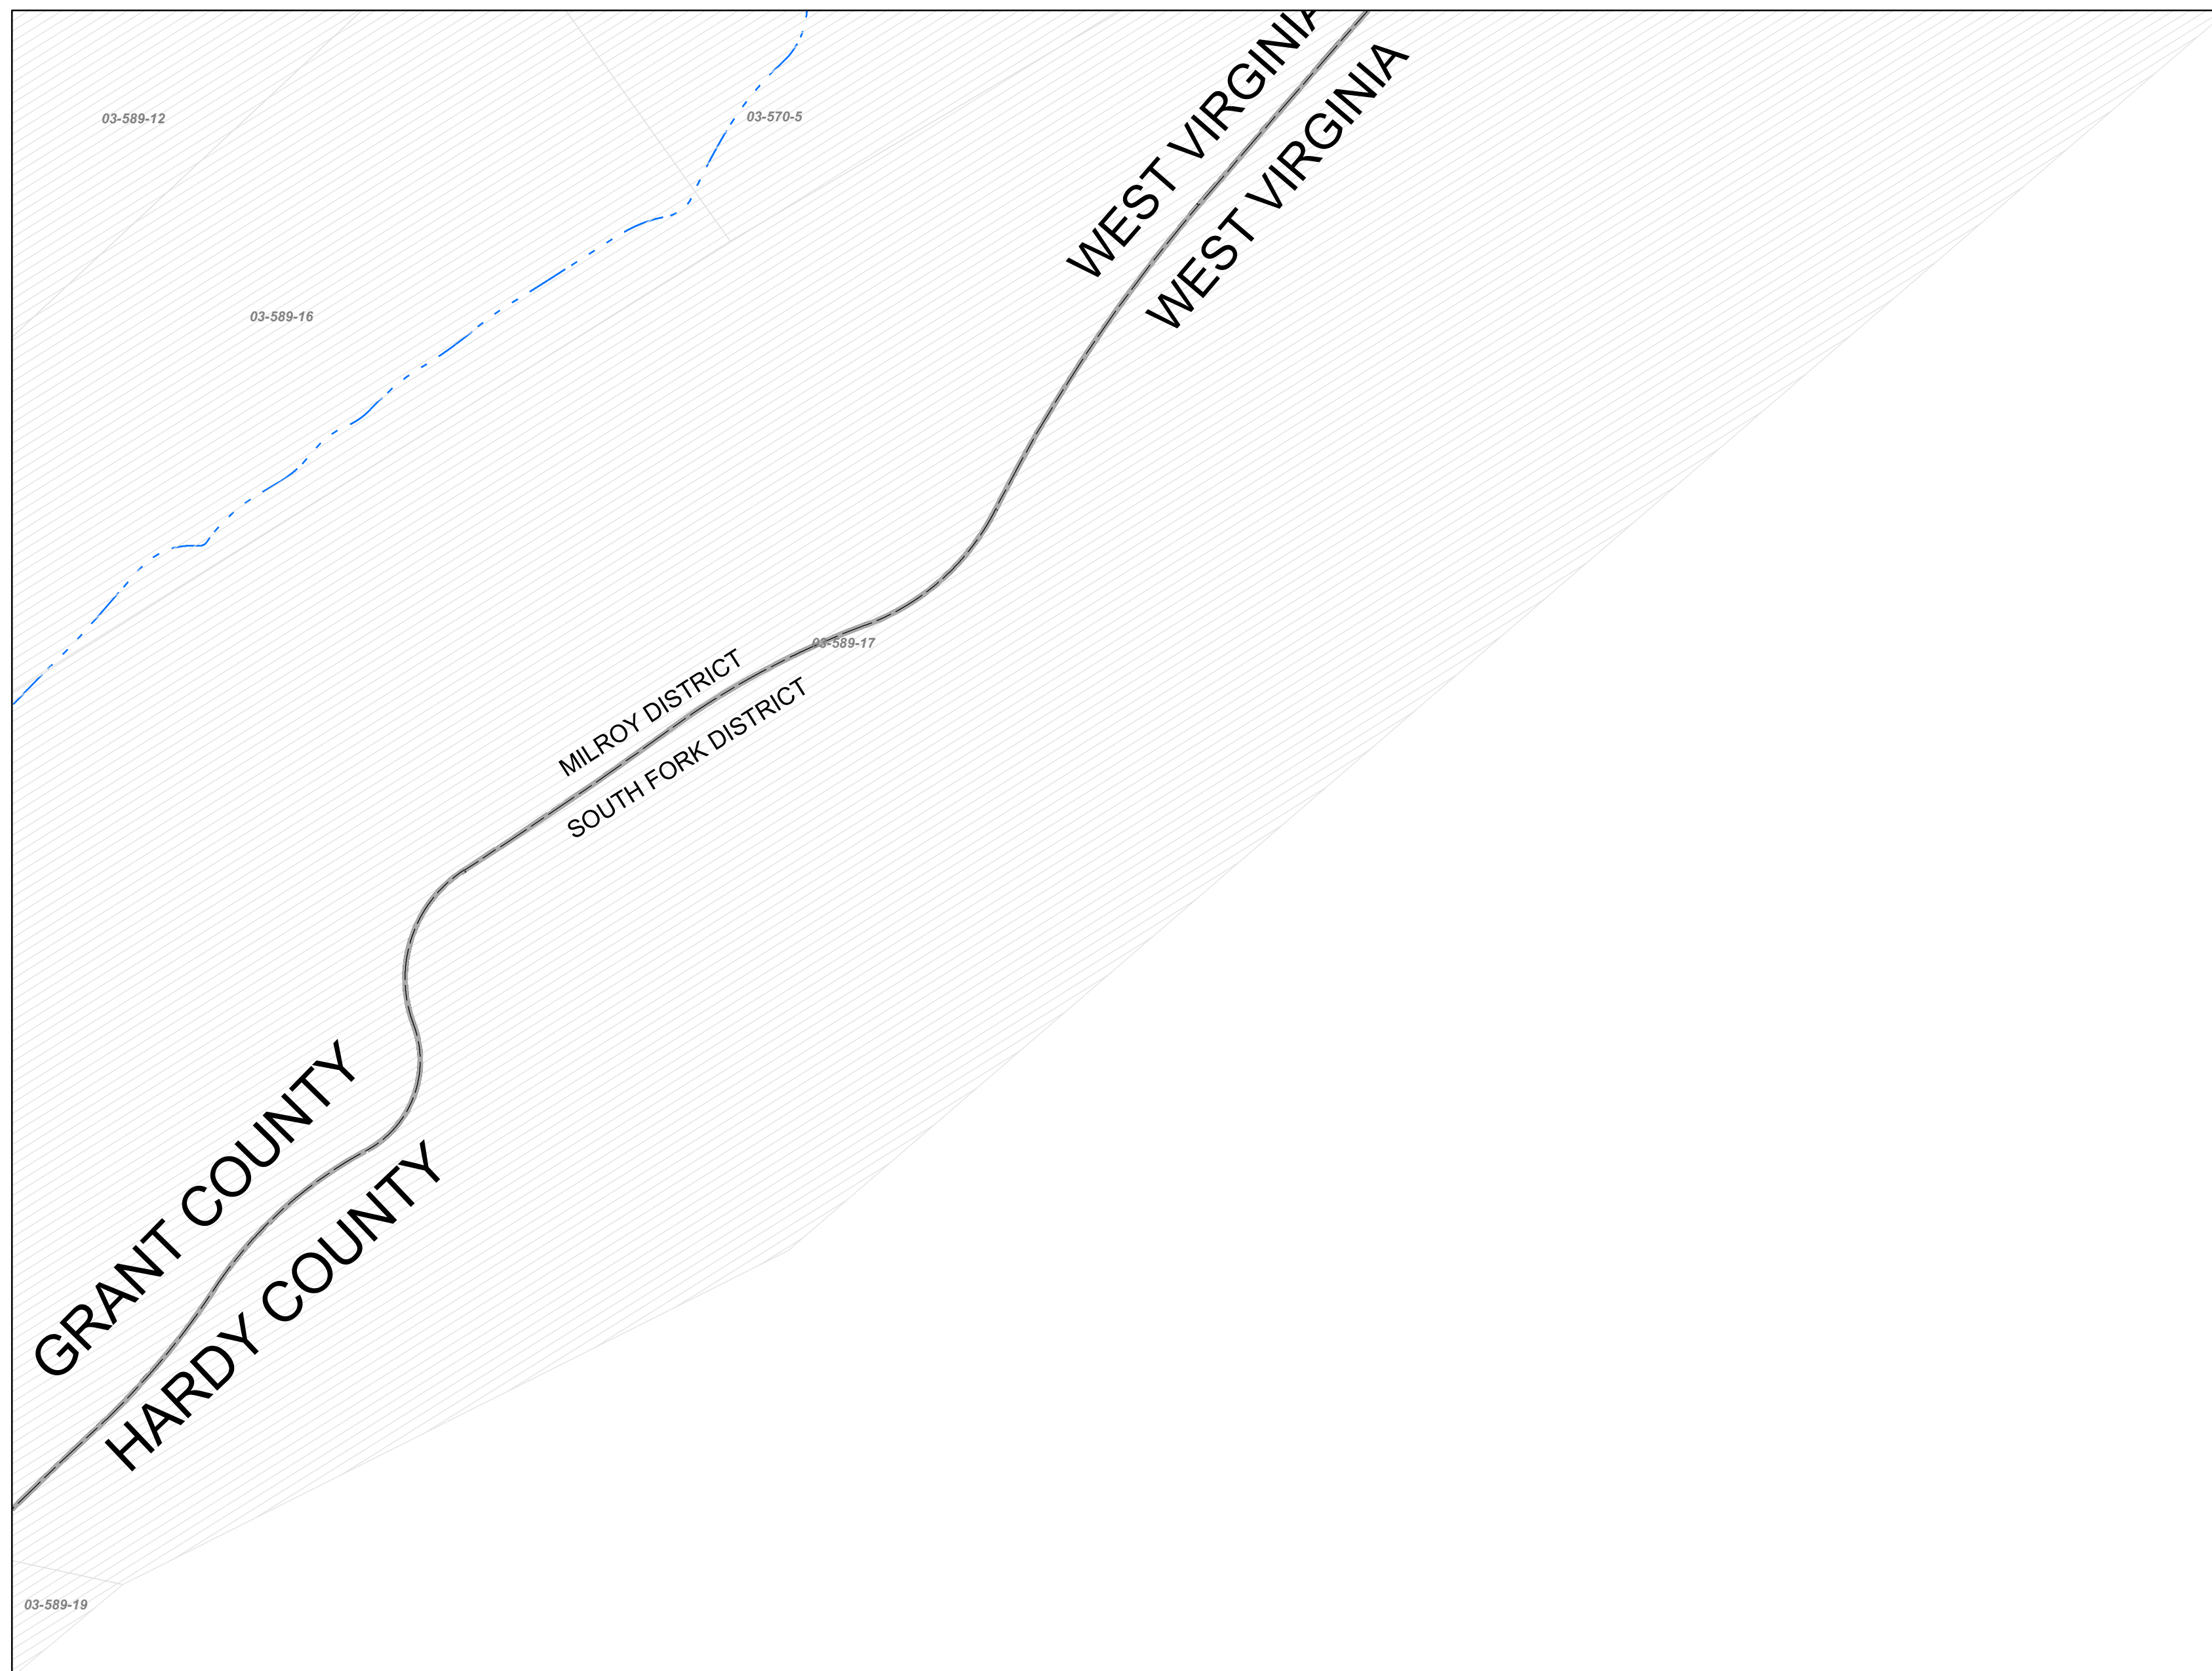 WEST VIRGINIA
WEST VIRGINIA
03-589-12
03-570-5
03-589-16
03-589-17
MILROY DISTRICT
SOUTH FORK DISTRICT
GRANT COUNTY
HARDY COUNTY
03-589-19